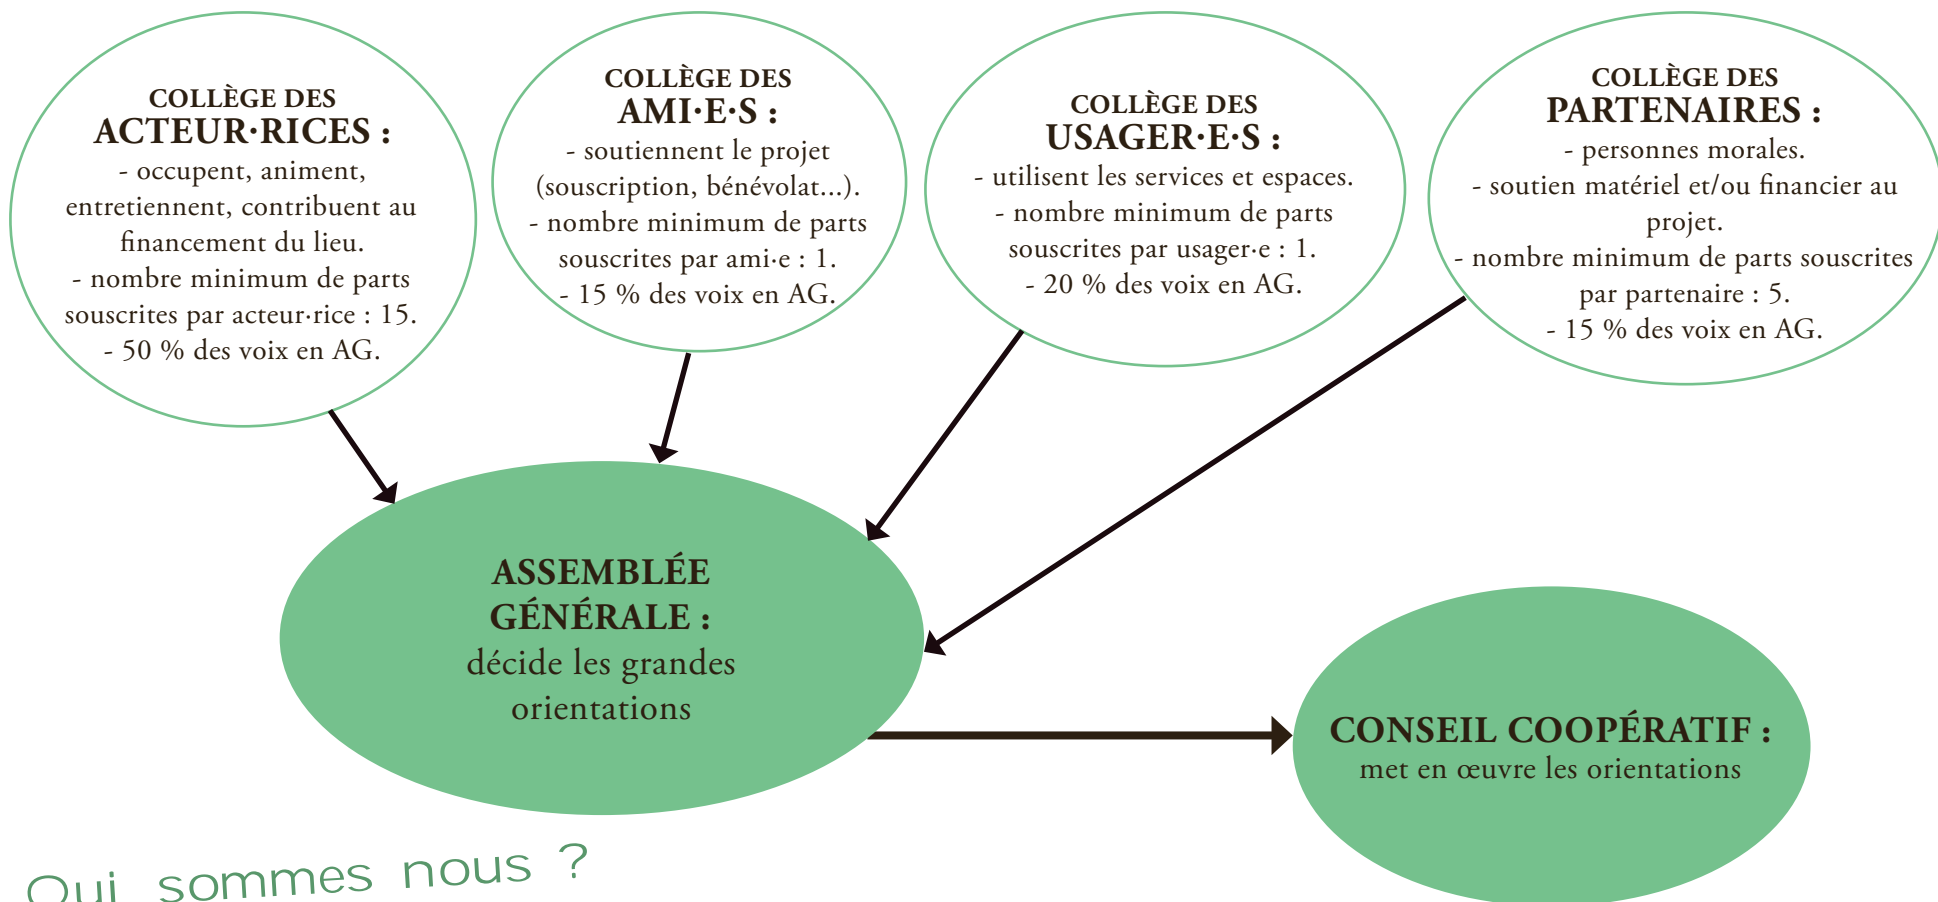 COLLÈGE DES
ACTEUR·RICES :
- occupent, animent,
entretiennent, contribuent au
financement du lieu.
- nombre minimum de parts
souscrites par acteur·rice : 15.
- 50 % des voix en AG.
COLLÈGE DES
AMI·E·S :
- soutiennent le projet
(souscription, bénévolat...).
- nombre minimum de parts
souscrites par ami·e : 1.
- 15 % des voix en AG.
COLLÈGE DES
USAGER·E·S :
- utilisent les services et espaces.
- nombre minimum de parts
souscrites par usager·e : 1.
- 20 % des voix en AG.
COLLÈGE DES
PARTENAIRES :
- personnes morales.
- soutien matériel et/ou financier au
projet.
- nombre minimum de parts souscrites
par partenaire : 5.
- 15 % des voix en AG.
ASSEMBLÉE
GÉNÉRALE :
décide les grandes
orientations
CONSEIL COOPÉRATIF :
met en œuvre les orientations
Qui sommes nous ?